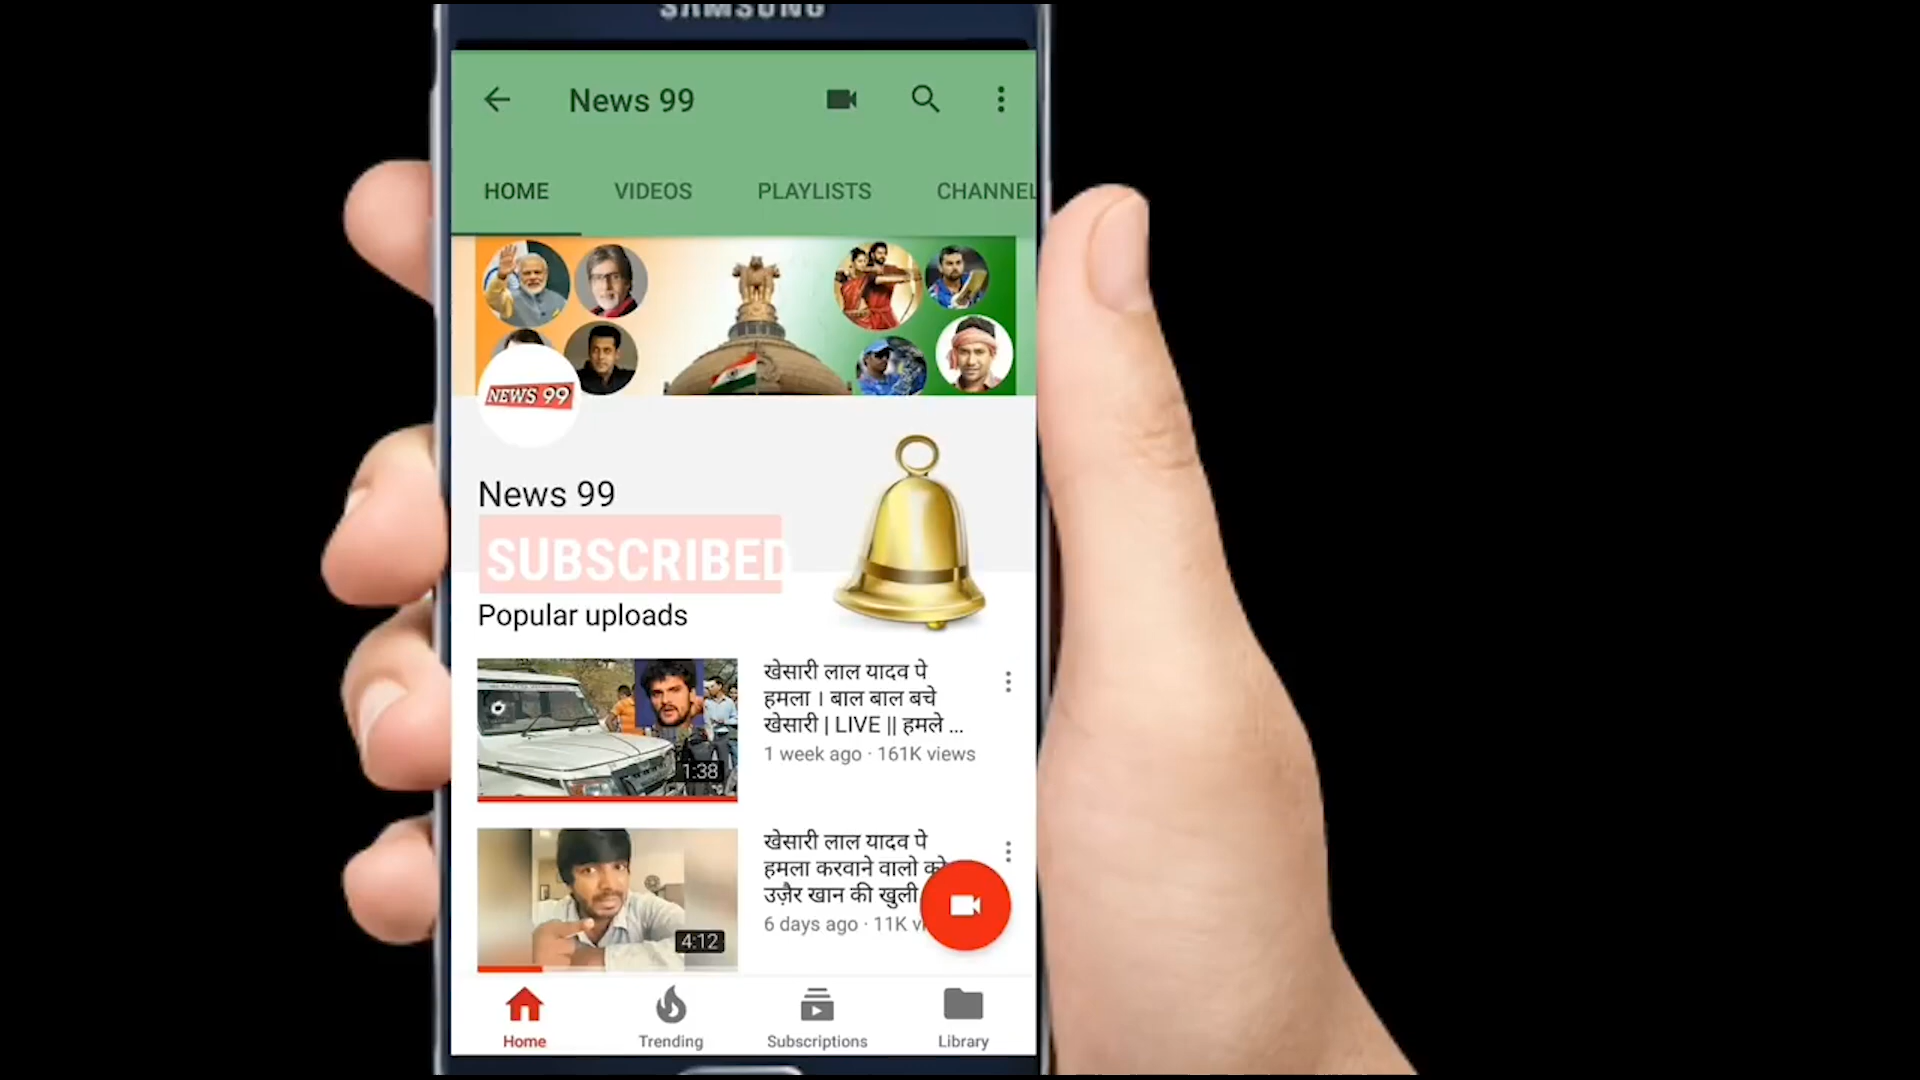 SAMSUNG
News 99
HOME VIDEOS PLAYLISTS CHANNEL
NEWS 99
News 99
SUBSCRIBED
Popular uploads
खेसारी लाल यादव पे
हमला । बाल बाल बचे
खेसारी | LIVE || हमले ...
1 week ago · 161K views
1:38
खेसारी लाल यादव पे
हमला करवाने वालो को
उज़ैर खान की खुली
6 days ago · 11K
4:12
Home Trending Subscriptions Library